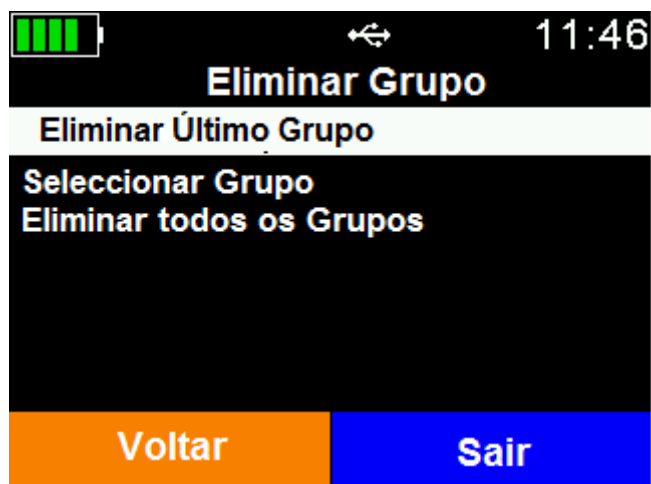 11:46
Eliminar Grupo
Eliminar Último Grupo
Seleccionar Grupo
Eliminar todos os Grupos
Voltar Sair